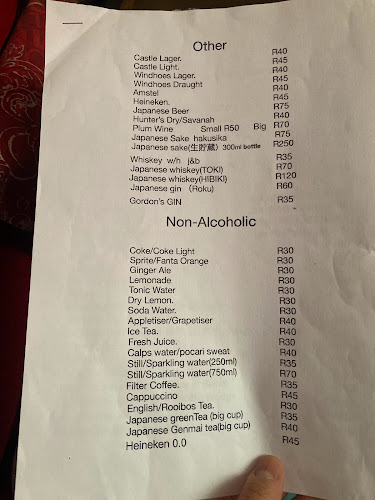 Other
Castle Lager. R40
Castle Light. R45
Windhoes Lager. R40
Windhoes Draught R45
Amstel R40
Heineken. R45
Japanese Beer R75
Hunter's Dry/Savanah R40
Plum Wine Small R50 Big R70
Japanese Sake hakusika R75
Japanese sake(生貯蔵) 300ml bottle R250
Whiskey w/h j&b R35
Japanese whiskey(TOKI) R70
Japanese whiskey(HIBIKI) R120
Japanese gin (Roku) R60
Gordon's GIN R35
Non-Alcoholic
Coke/Coke Light R30
Sprite/Fanta Orange R30
Ginger Ale R30
Lemonade R30
Tonic Water R30
Dry Lemon. R30
Soda Water. R30
Appletiser/Grapetiser R40
Ice Tea. R40
Fresh Juice. R30
Calps water/pocari sweat R40
Still/Sparkling water(250ml) R35
Still/Sparkling water(750ml) R70
Filter Coffee. R35
Cappuccino R45
English/Rooibos Tea. R30
Japanese greenTea (big cup) R35
Japanese Genmai tea(big cup) R40
Heineken 0.0 R45